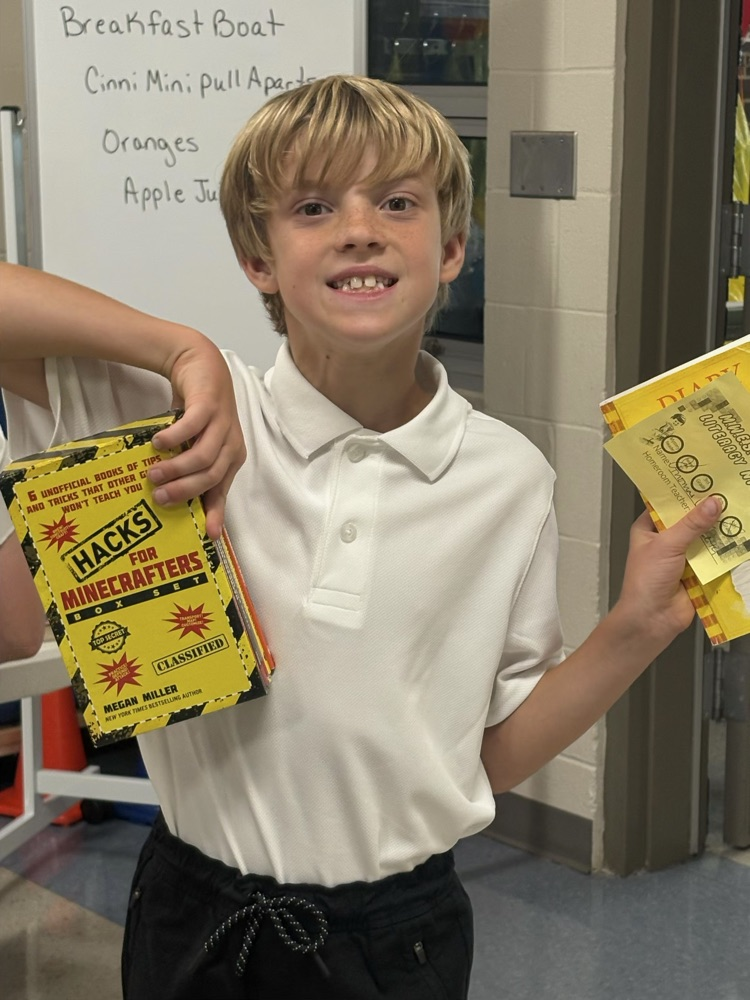 Breakfast Boat
Cinni Mini pull Aparts
Oranges
Apple Ju
6 UNOFFICIAL BOOKS OF TIPS
AND TRICKS THAT OTHER G
WON'T TEACH YOU
HACKS
FOR
MINECRAFTERS
BOX SET
TOP SECRET
CLASSIFIED
MEGAN MILLER
NEW YORK TIMES BESTSELLING AUTHOR
DIARY
LITERACY
Homeroom Teacher